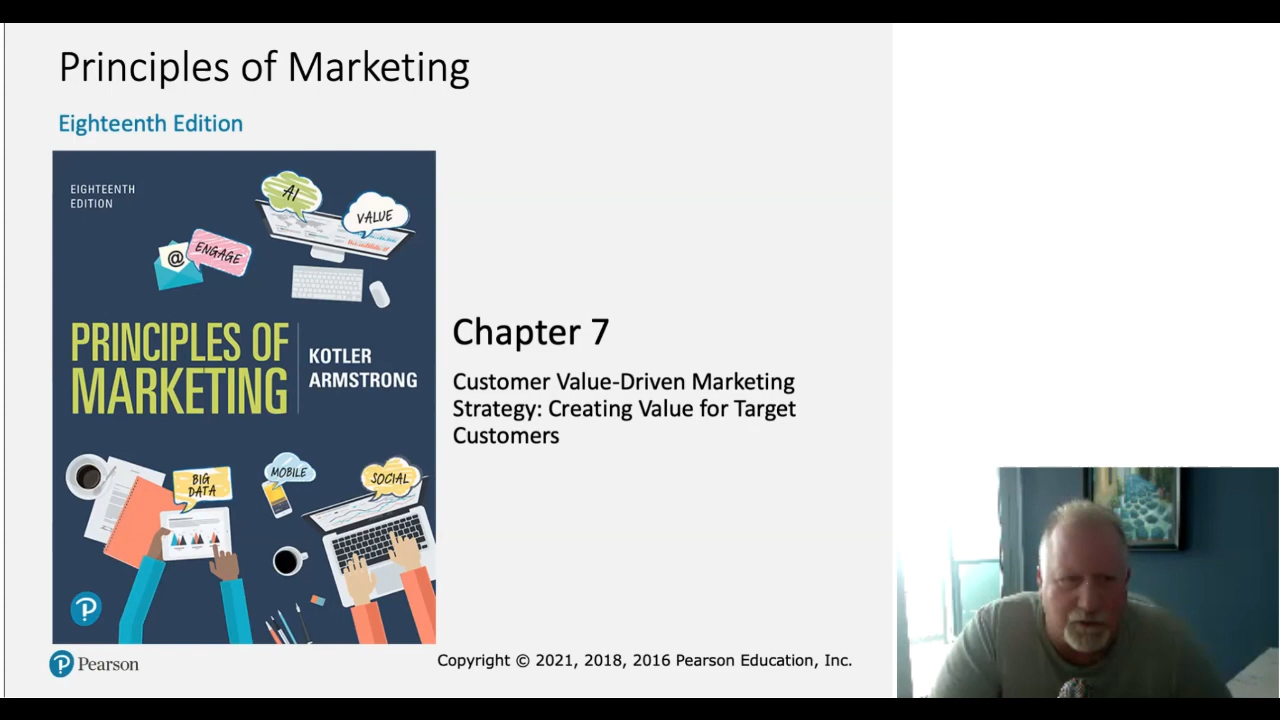 Principles of Marketing
Eighteenth Edition
EIGHTEENTH
EDITION
AI
VALUE
ENGAGE
@
PRINCIPLES OF
MARKETING
KOTLER
ARMSTRONG
BIG
DATA
MOBILE
SOCIAL
P
Chapter 7
Customer Value-Driven Marketing
Strategy: Creating Value for Target
Customers
P Pearson
Copyright © 2021, 2018, 2016 Pearson Education, Inc.